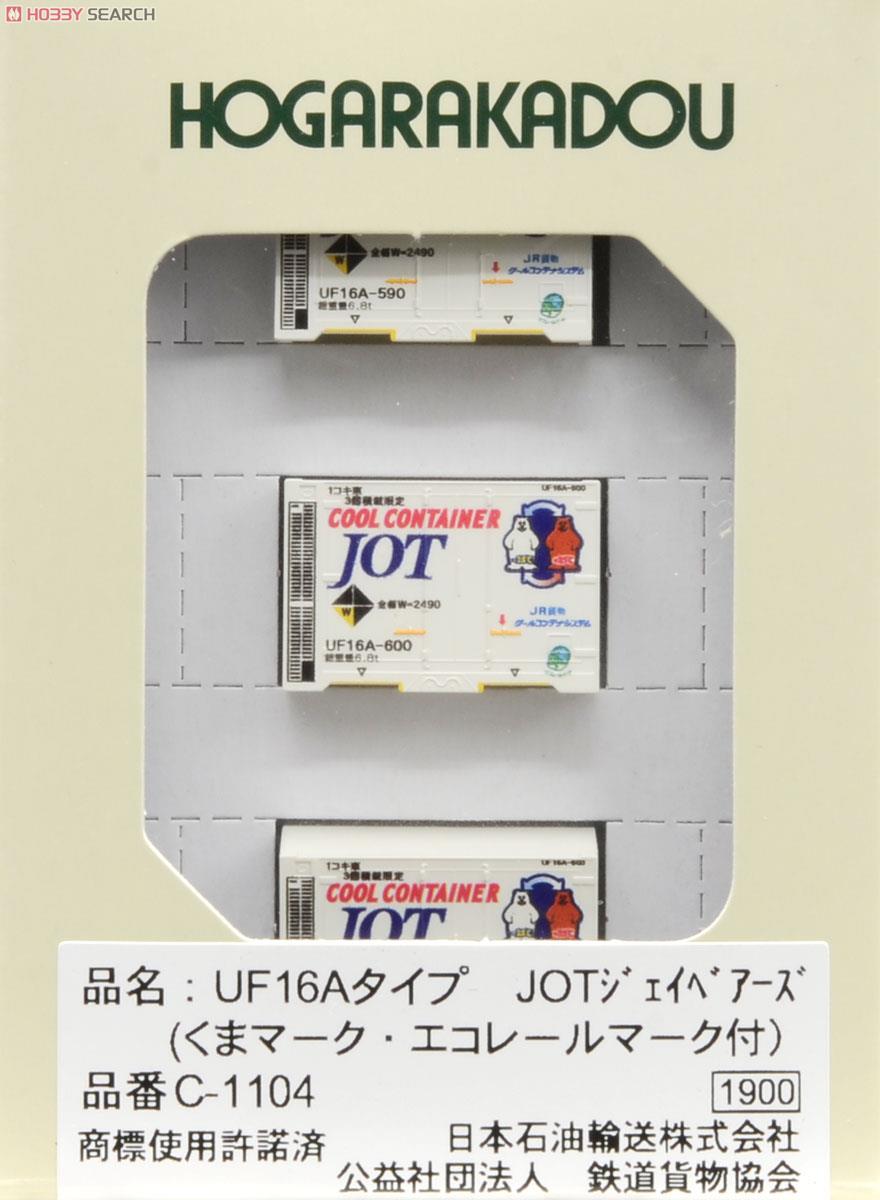 HOBBY SEARCH
HOGARAKADOU
W 全幅W=2490
JR貨物
クールコンテナシステム
UF16A-590
総重量6.8t
1コキ車
3個積載限定
UF16A-600
COOL CONTAINER
JOT
W 全幅W=2490
JR貨物
クールコンテナシステム
UF16A-600
総重量6.8t
1コキ車
3個積載限定
UF16A-603
COOL CONTAINER
JOT
品名:UF16Aタイプ JOTジェイベアーズ
(くまマーク・エコレールマーク付)
品番C-1104 1900
商標使用許諾済 日本石油輸送株式会社
公益社団法人 鉄道貨物協会